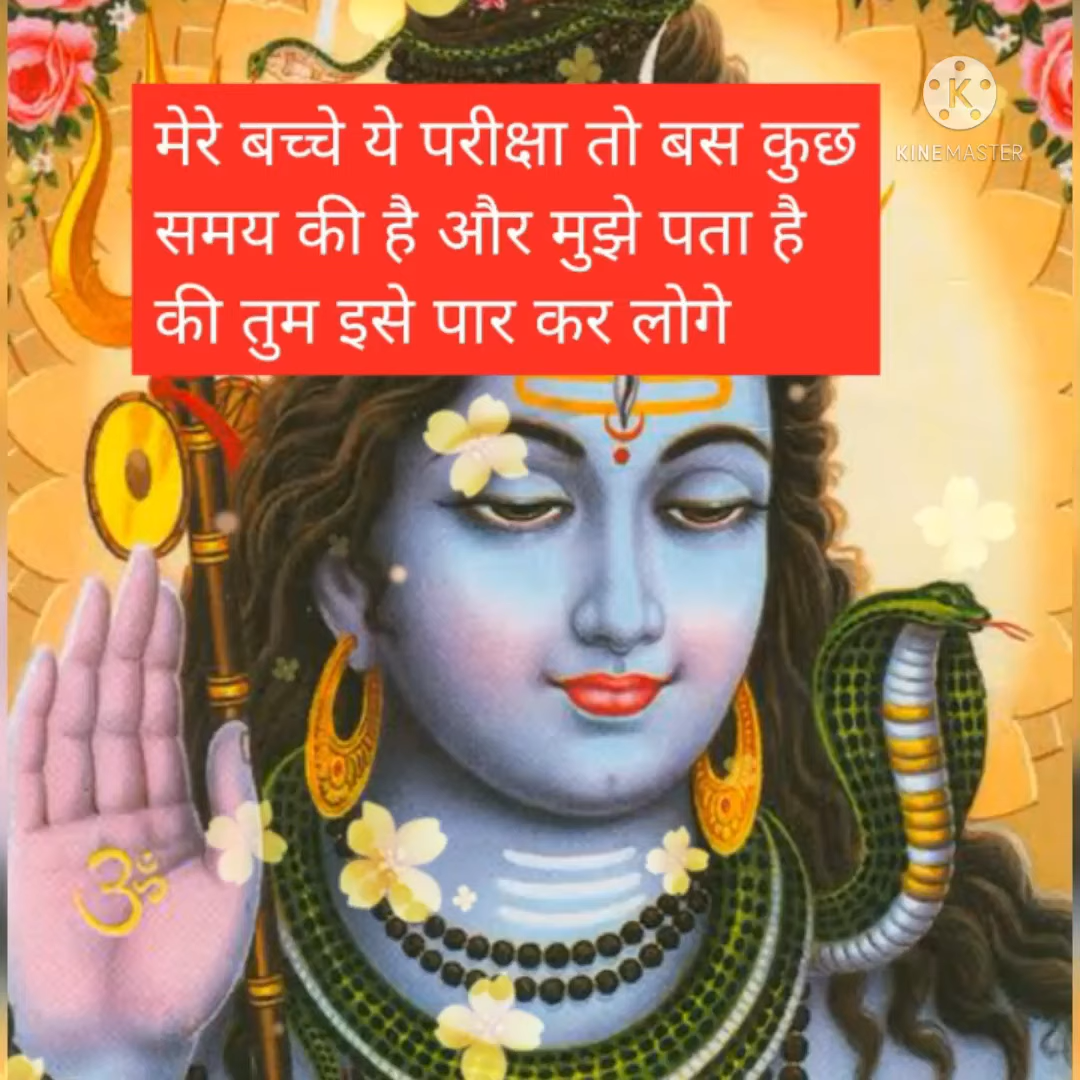 मेरे बच्चे ये परीक्षा तो बस कुछ
समय की है और मुझे पता है
की तुम इसे पार कर लोगे
K
KINEMASTER
ॐ